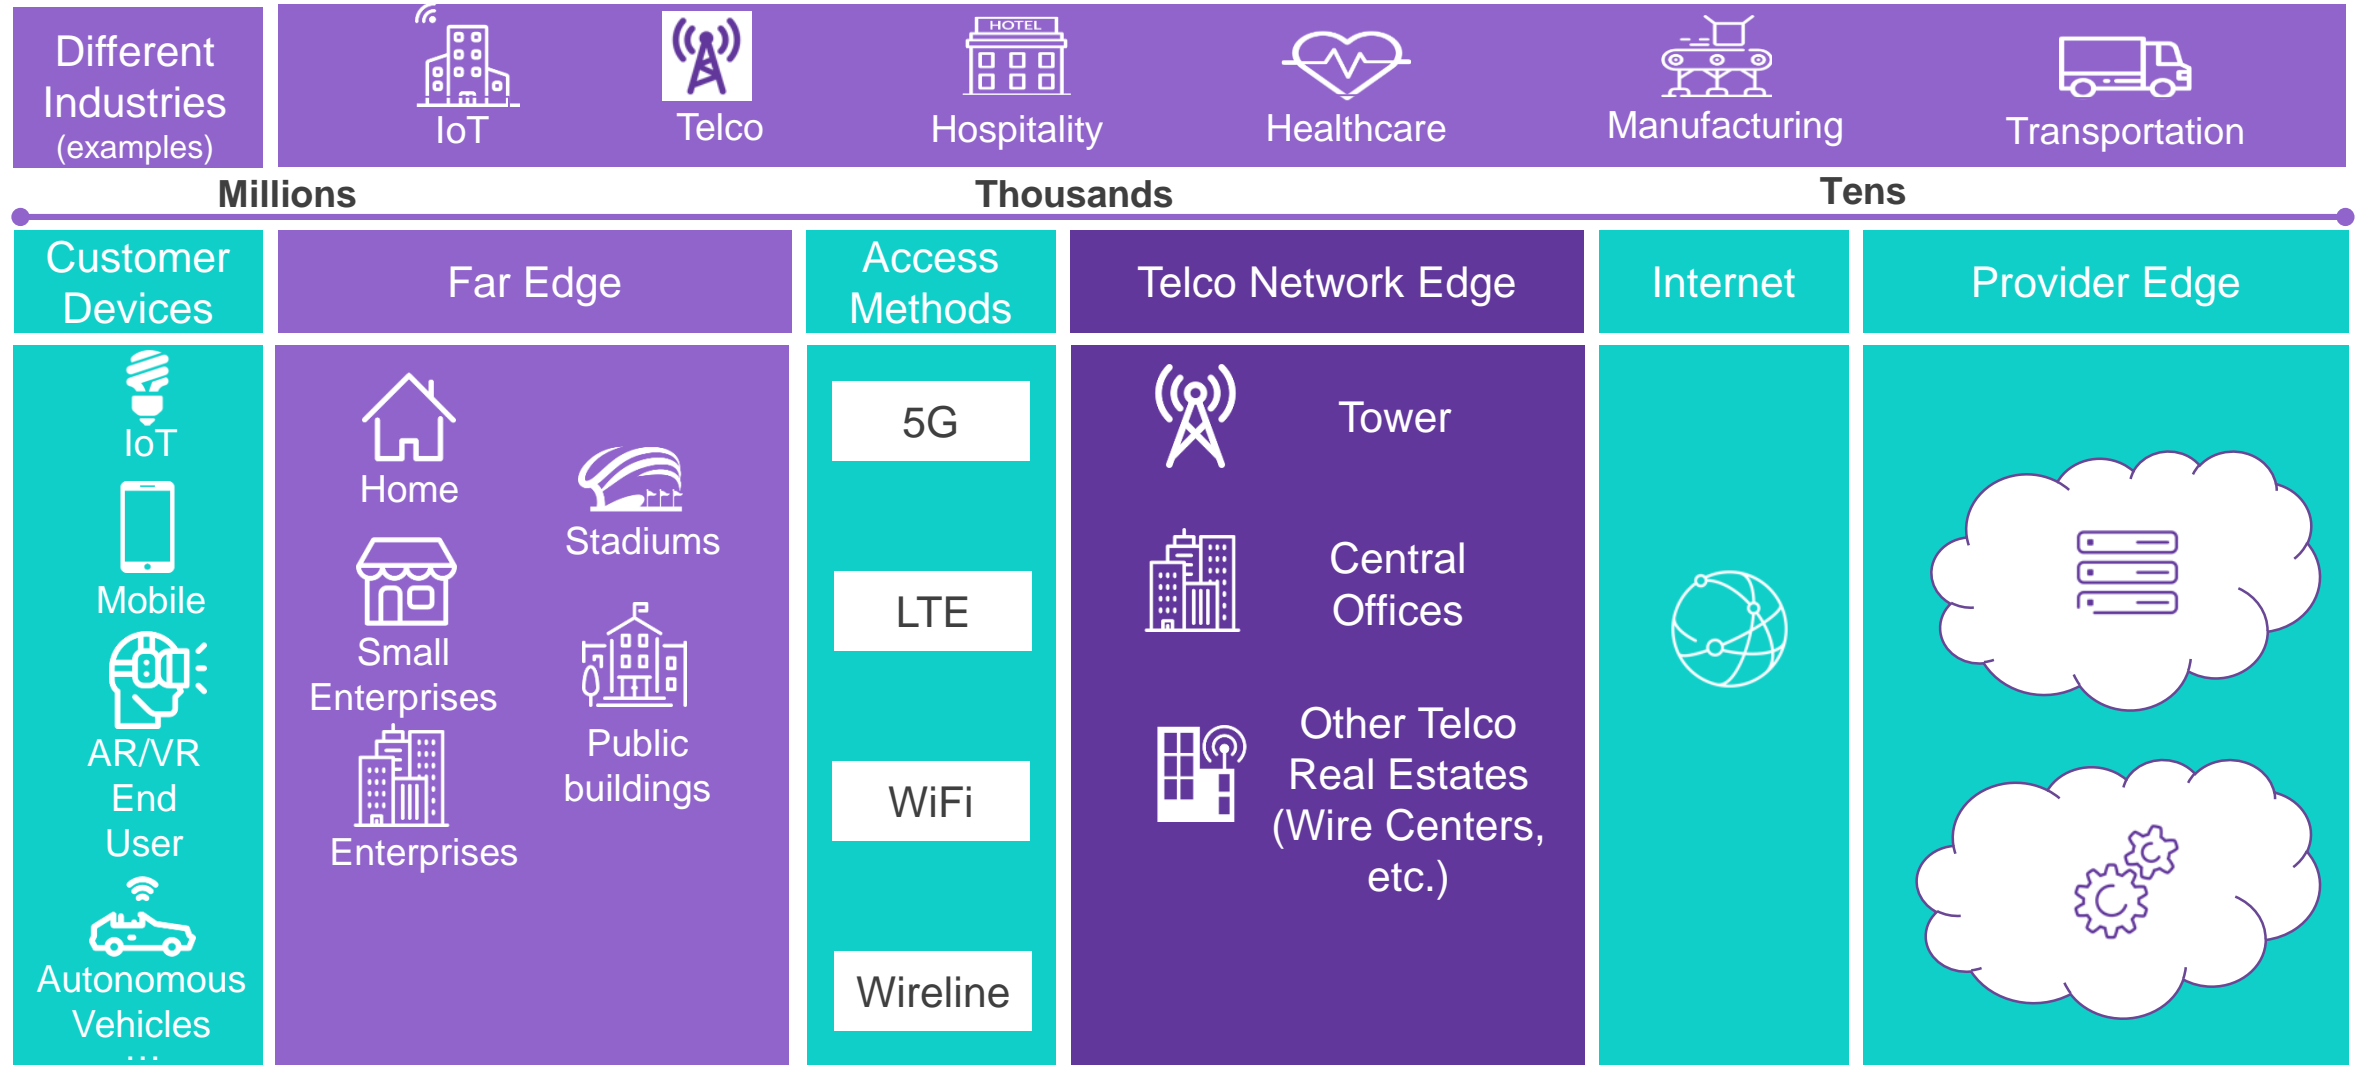 Different
Industries
(examples)
IoT
Telco
HOTEL
Hospitality
Healthcare
Manufacturing
Transportation
Millions
Thousands
Tens
Customer
Devices
Far Edge
Access
Methods
Telco Network Edge
Internet
Provider Edge
IoT
Mobile
AR/VR
End
User
Autonomous
Vehicles
...
Home
Small
Enterprises
Enterprises
Stadiums
Public
buildings
5G
LTE
WiFi
Wireline
Tower
Central
Offices
Other Telco
Real Estates
(Wire Centers,
etc.)